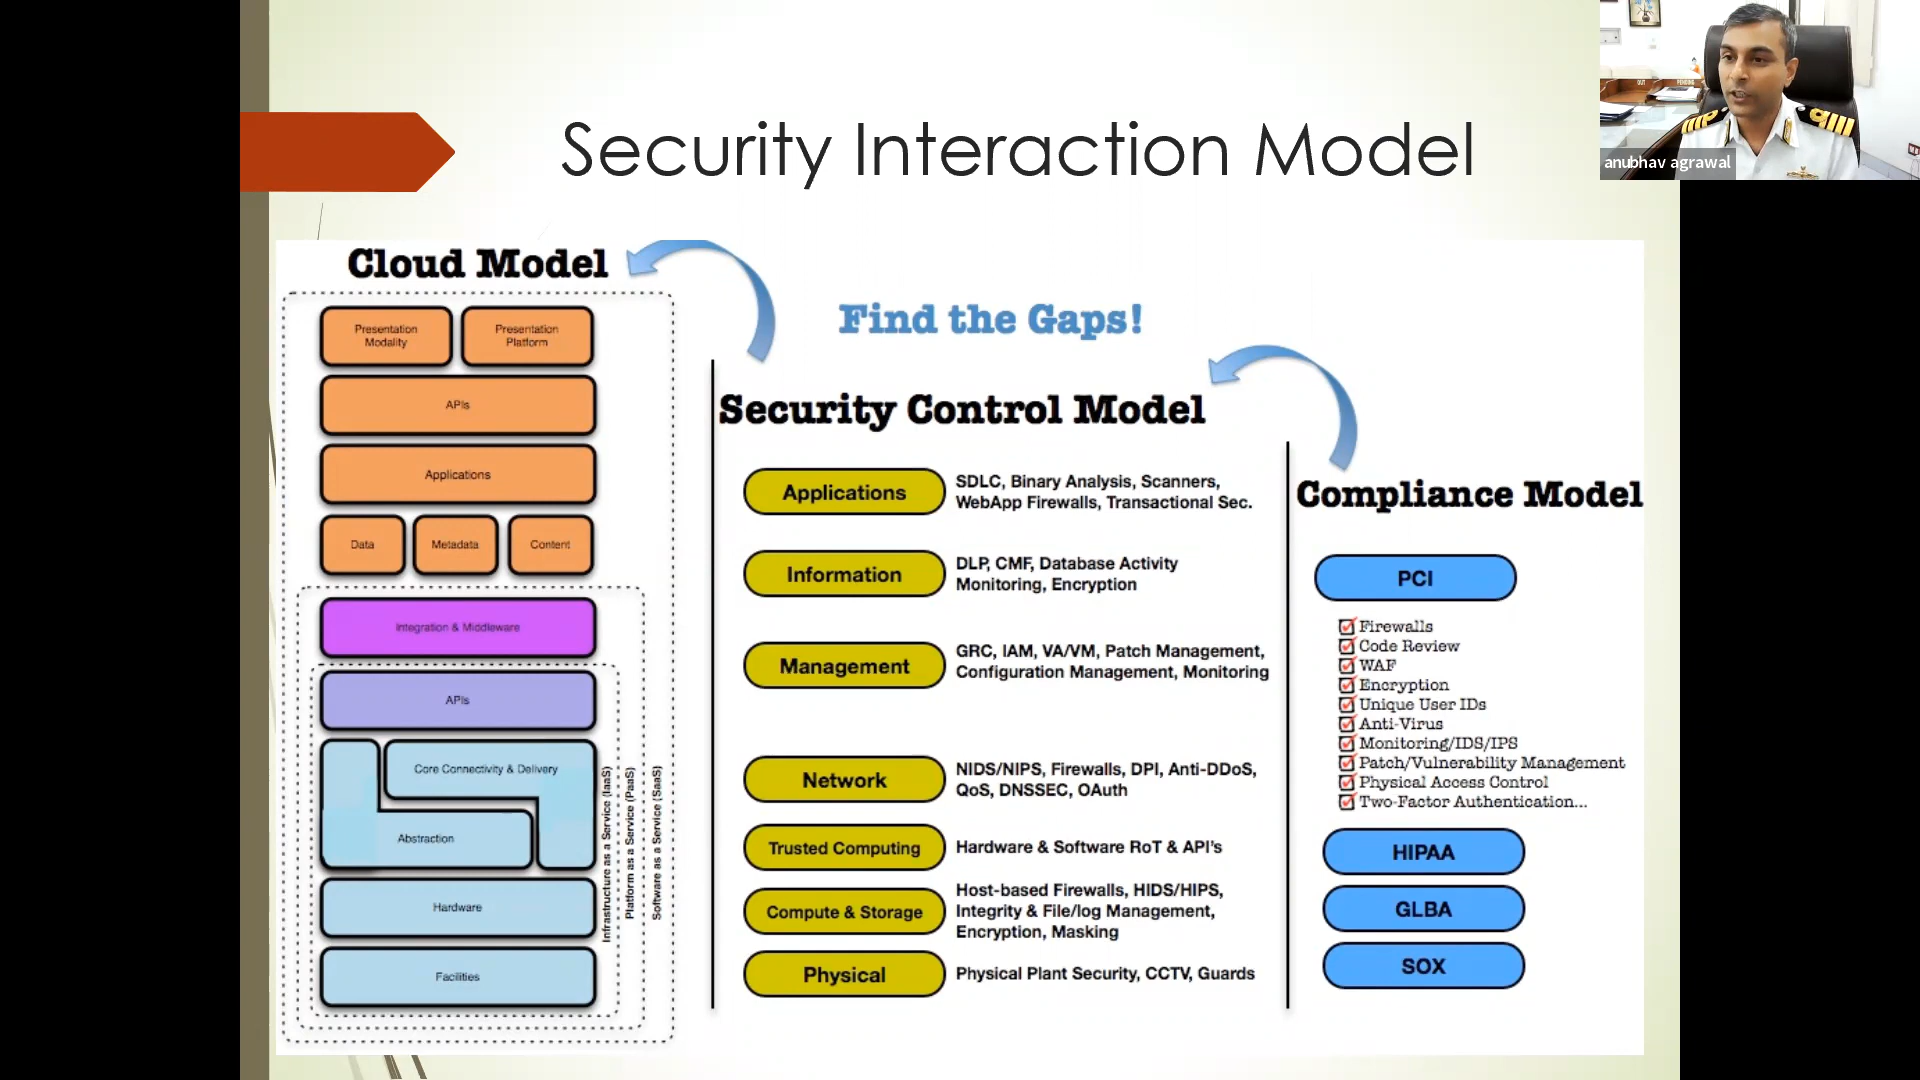 Security Interaction Model
OUT
PENDING
anubhav agrawal
Cloud Model
Presentation
Modality
Presentation
Platform
APIs
Applications
Data
Metadata
Content
Integration & Middleware
APIs
Core Connectivity & Delivery
Abstraction
Hardware
Facilities
Infrastructure as a Service (IaaS)
Platform as a Service (PaaS)
Software as a Service (SaaS)
Find the Gaps!
Security Control Model
Applications
SDLC, Binary Analysis, Scanners,
WebApp Firewalls, Transactional Sec.
Information
DLP, CMF, Database Activity
Monitoring, Encryption
Management
GRC, IAM, VA/VM, Patch Management,
Configuration Management, Monitoring
Network
NIDS/NIPS, Firewalls, DPI, Anti-DDoS,
QoS, DNSSEC, OAuth
Trusted Computing
Hardware & Software RoT & API's
Compute & Storage
Host-based Firewalls, HIDS/HIPS,
Integrity & File/log Management,
Encryption, Masking
Physical
Physical Plant Security, CCTV, Guards
Compliance Model
PCI
Firewalls
Code Review
WAF
Encryption
Unique User IDs
Anti-Virus
Monitoring/IDS/IPS
Patch/Vulnerability Management
Physical Access Control
Two-Factor Authentication...
HIPAA
GLBA
SOX